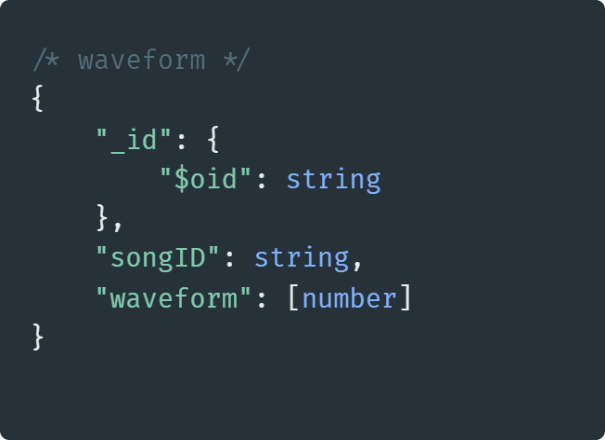 /* waveform */
{
    "_id": {
        "$oid": string
    },
    "songID": string,
    "waveform": [number]
}